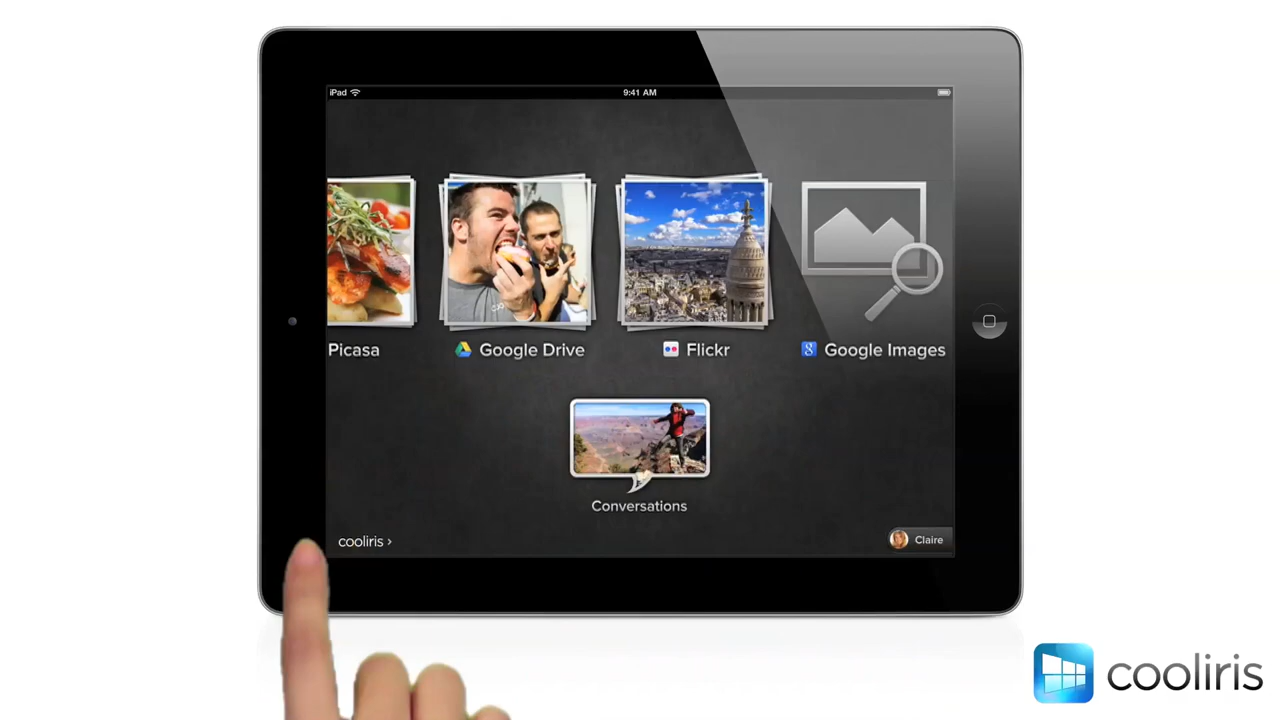 iPad 9:41 AM
Picasa Google Drive Flickr Google Images
Conversations
cooliris › Claire
cooliris